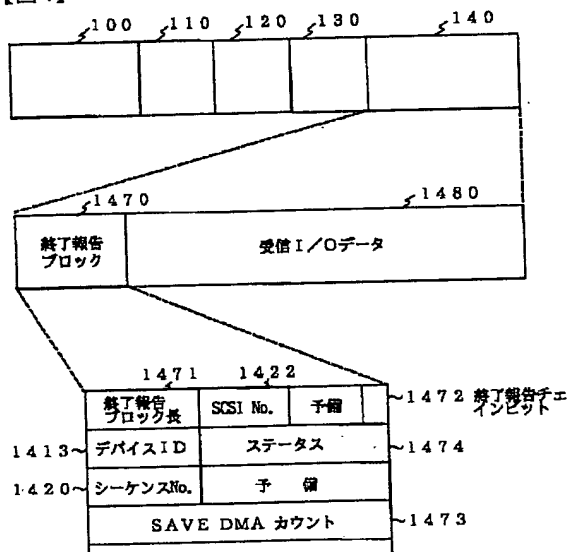 100 110 120 130 140
1470 1480
終了報告
ブロック
受信I/Oデータ
1471 1422
終了報告
ブロック長
SCSI No.
予備
1472 終了報告チェ
インビット
1413 デバイスID ステータス 1474
1420 シーケンスNo. 予備
SAVE DMA カウント 1473